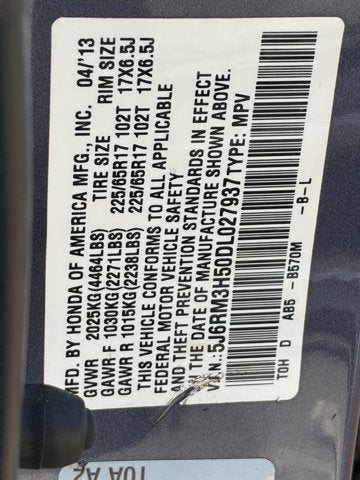 MFD. BY HONDA OF AMERICA MFG., INC. 04/'13
GVWR 2025KG(4464LBS) TIRE SIZE RIM SIZE
GAWR F 1030KG(2271LBS) 225/65R17 102T 17X6.5J
GAWR R 1015KG(2238LBS) 225/65R17 102T 17X6.5J
THIS VEHICLE CONFORMS TO ALL APPLICABLE
FEDERAL MOTOR VEHICLE SAFETY
AND THEFT PREVENTION STANDARDS IN EFFECT
ON THE DATE OF MANUFACTURE SHOWN ABOVE.
V.I.N.:5J6RM3H50DL027937 TYPE: MPV
TOH D AB5 -B570M -B-L
TOA AZ